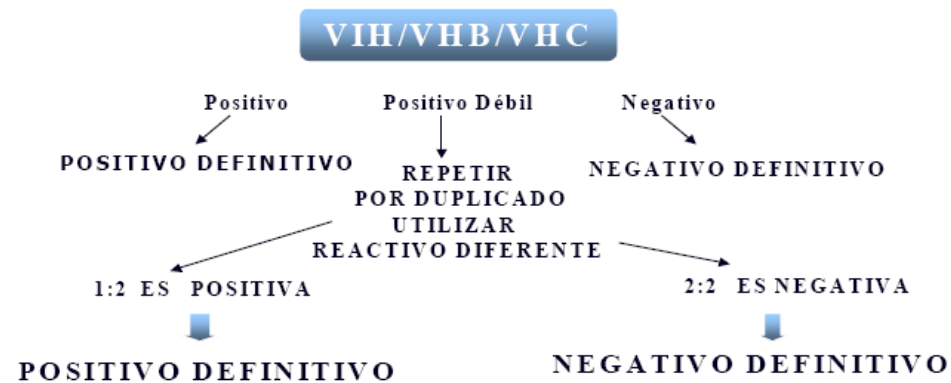 VIH/VHB/VHC
Positivo
Positivo Débil
Negativo
POSITIVO DEFINITIVO
REPETIR
POR DUPLICADO
UTILIZAR
REACTIVO DIFERENTE
NEGATIVO DEFINITIVO
1:2 ES POSITIVA
2:2 ES NEGATIVA
POSITIVO DEFINITIVO
NEGATIVO DEFINITIVO